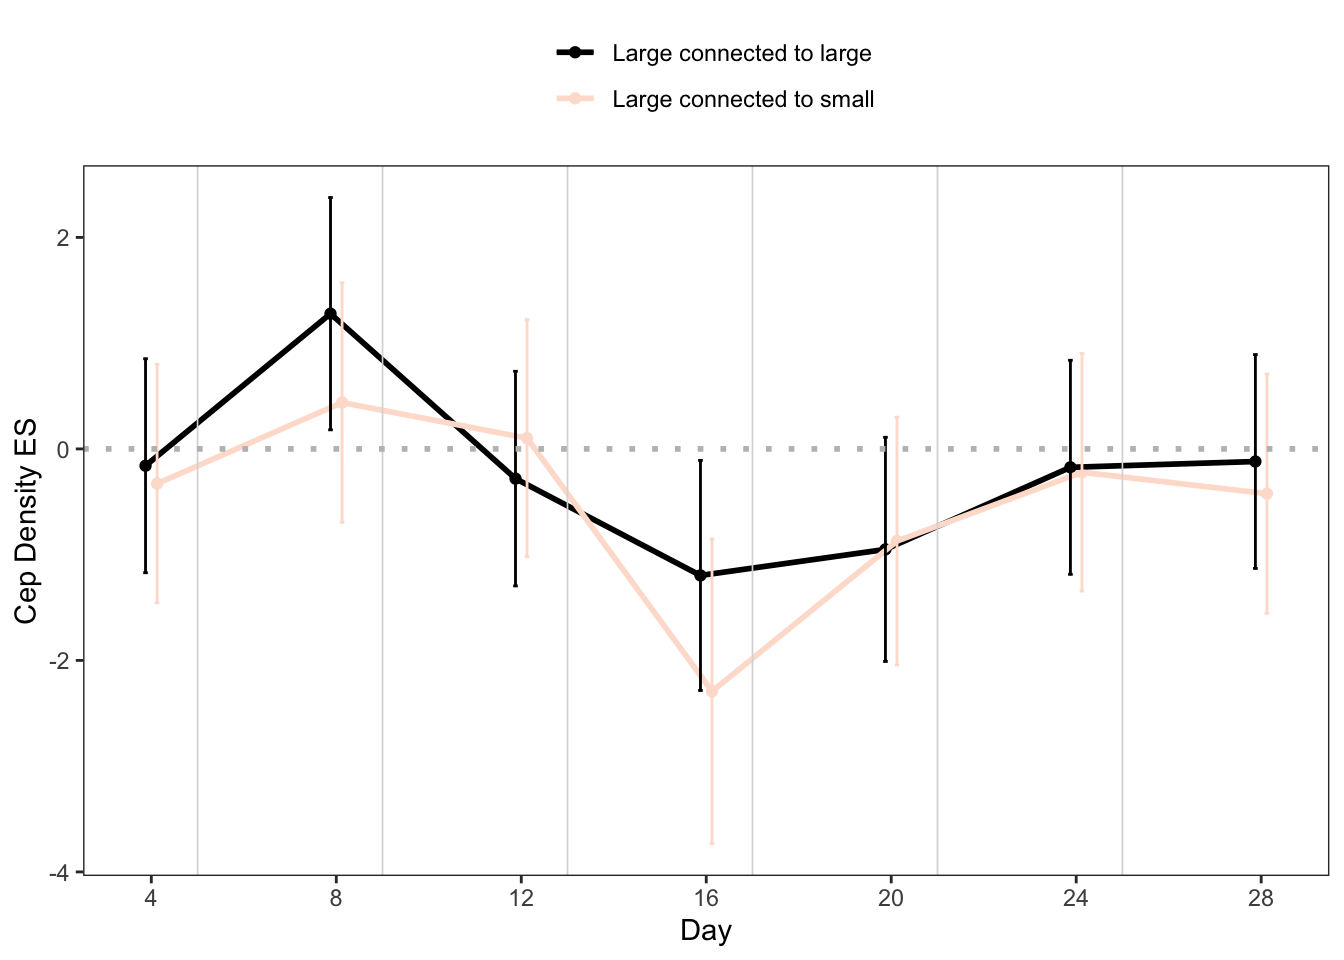 Large connected to large
Large connected to small
2
0
-2
-4
Cep Density ES
4 8 12 16 20 24 28
Day